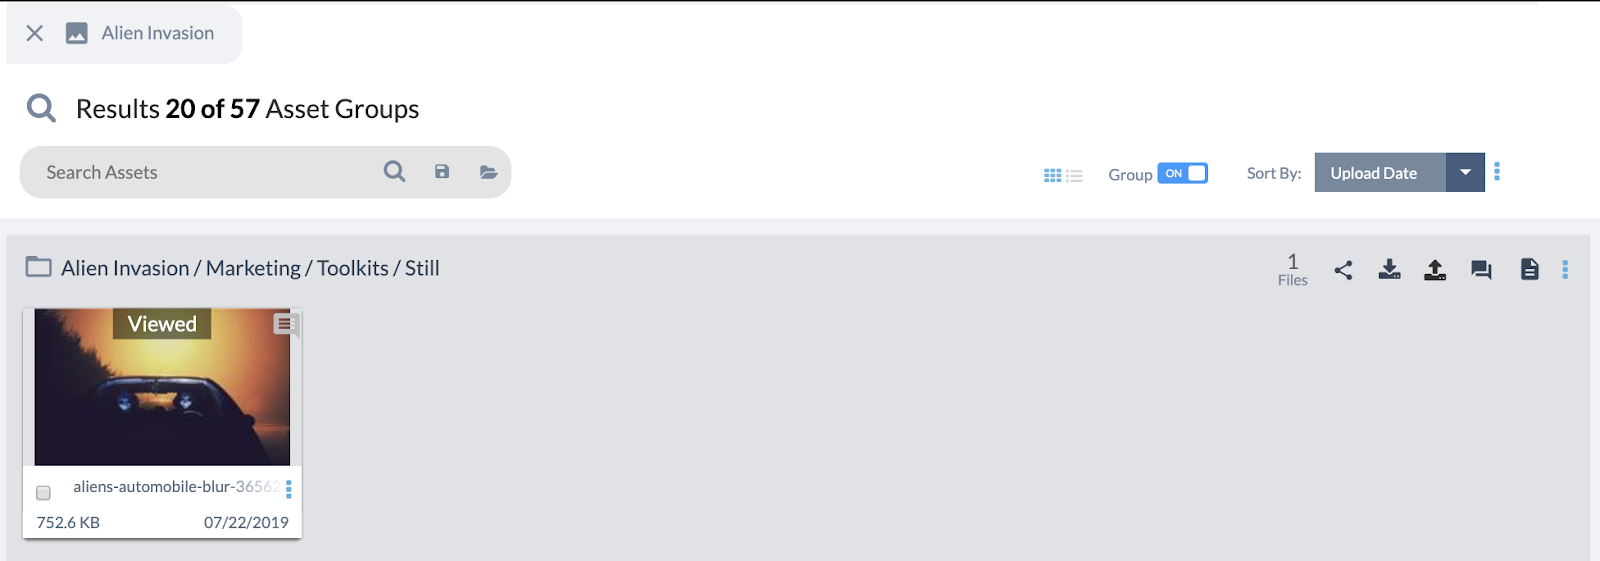 Alien Invasion
Results 20 of 57 Asset Groups
Search Assets
Group ON Sort By: Upload Date
Alien Invasion / Marketing / Toolkits / Still
1
Files
Viewed
aliens-automobile-blur-36562
752.6 KB 07/22/2019